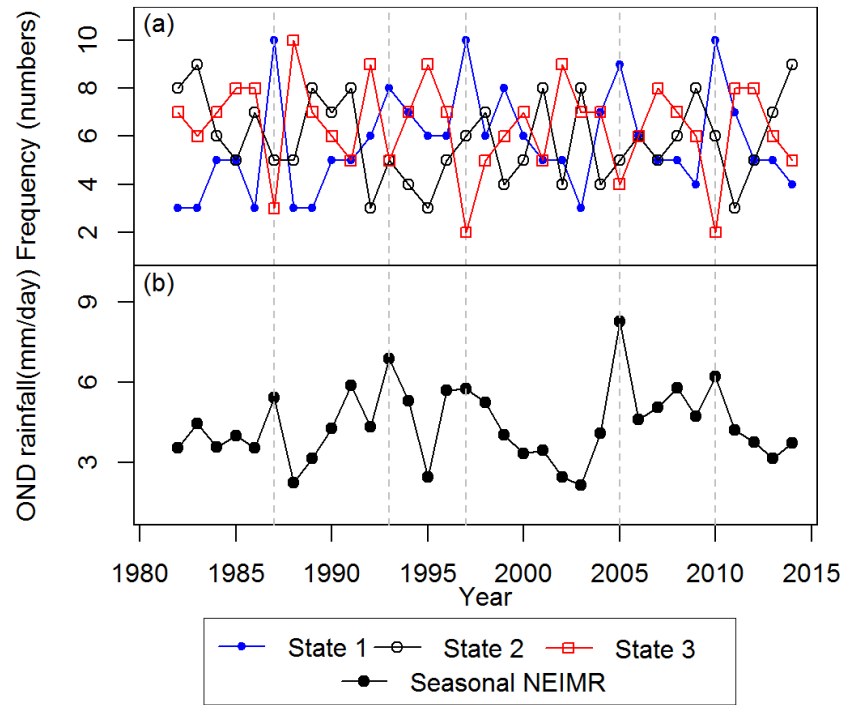 (a)
Frequency (numbers)
10
8
6
4
2
(b)
OND rainfall(mm/day)
9
6
3
1980 1985 1990 1995 2000 2005 2010 2015
Year
State 1 State 2 State 3
Seasonal NEIMR